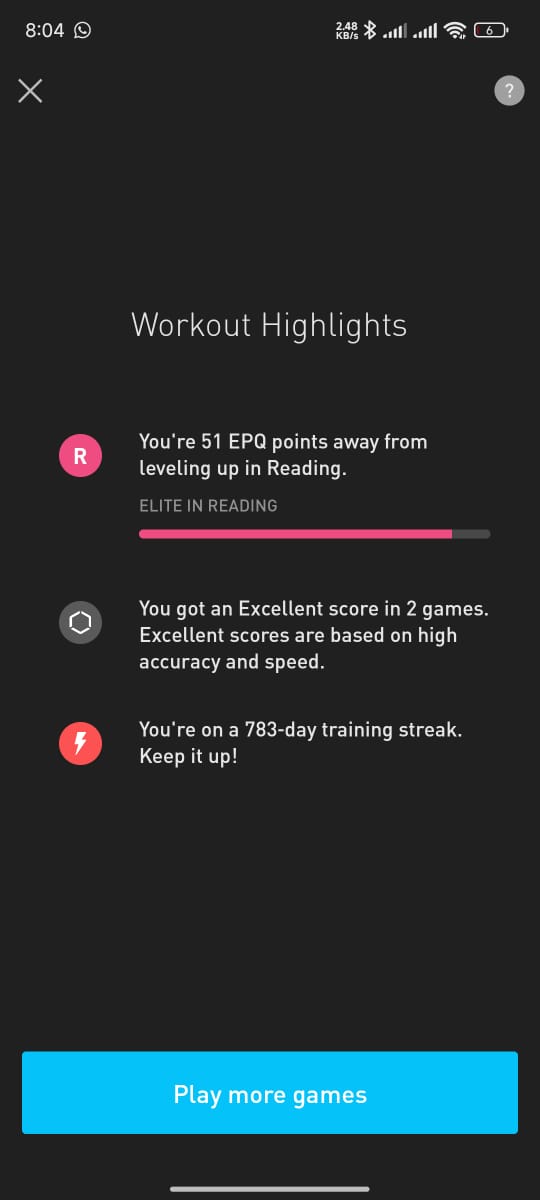 8:04
2.48
KB/s
6
?
Workout Highlights
R
You're 51 EPQ points away from
leveling up in Reading.
ELITE IN READING
You got an Excellent score in 2 games.
Excellent scores are based on high
accuracy and speed.
You're on a 783-day training streak.
Keep it up!
Play more games